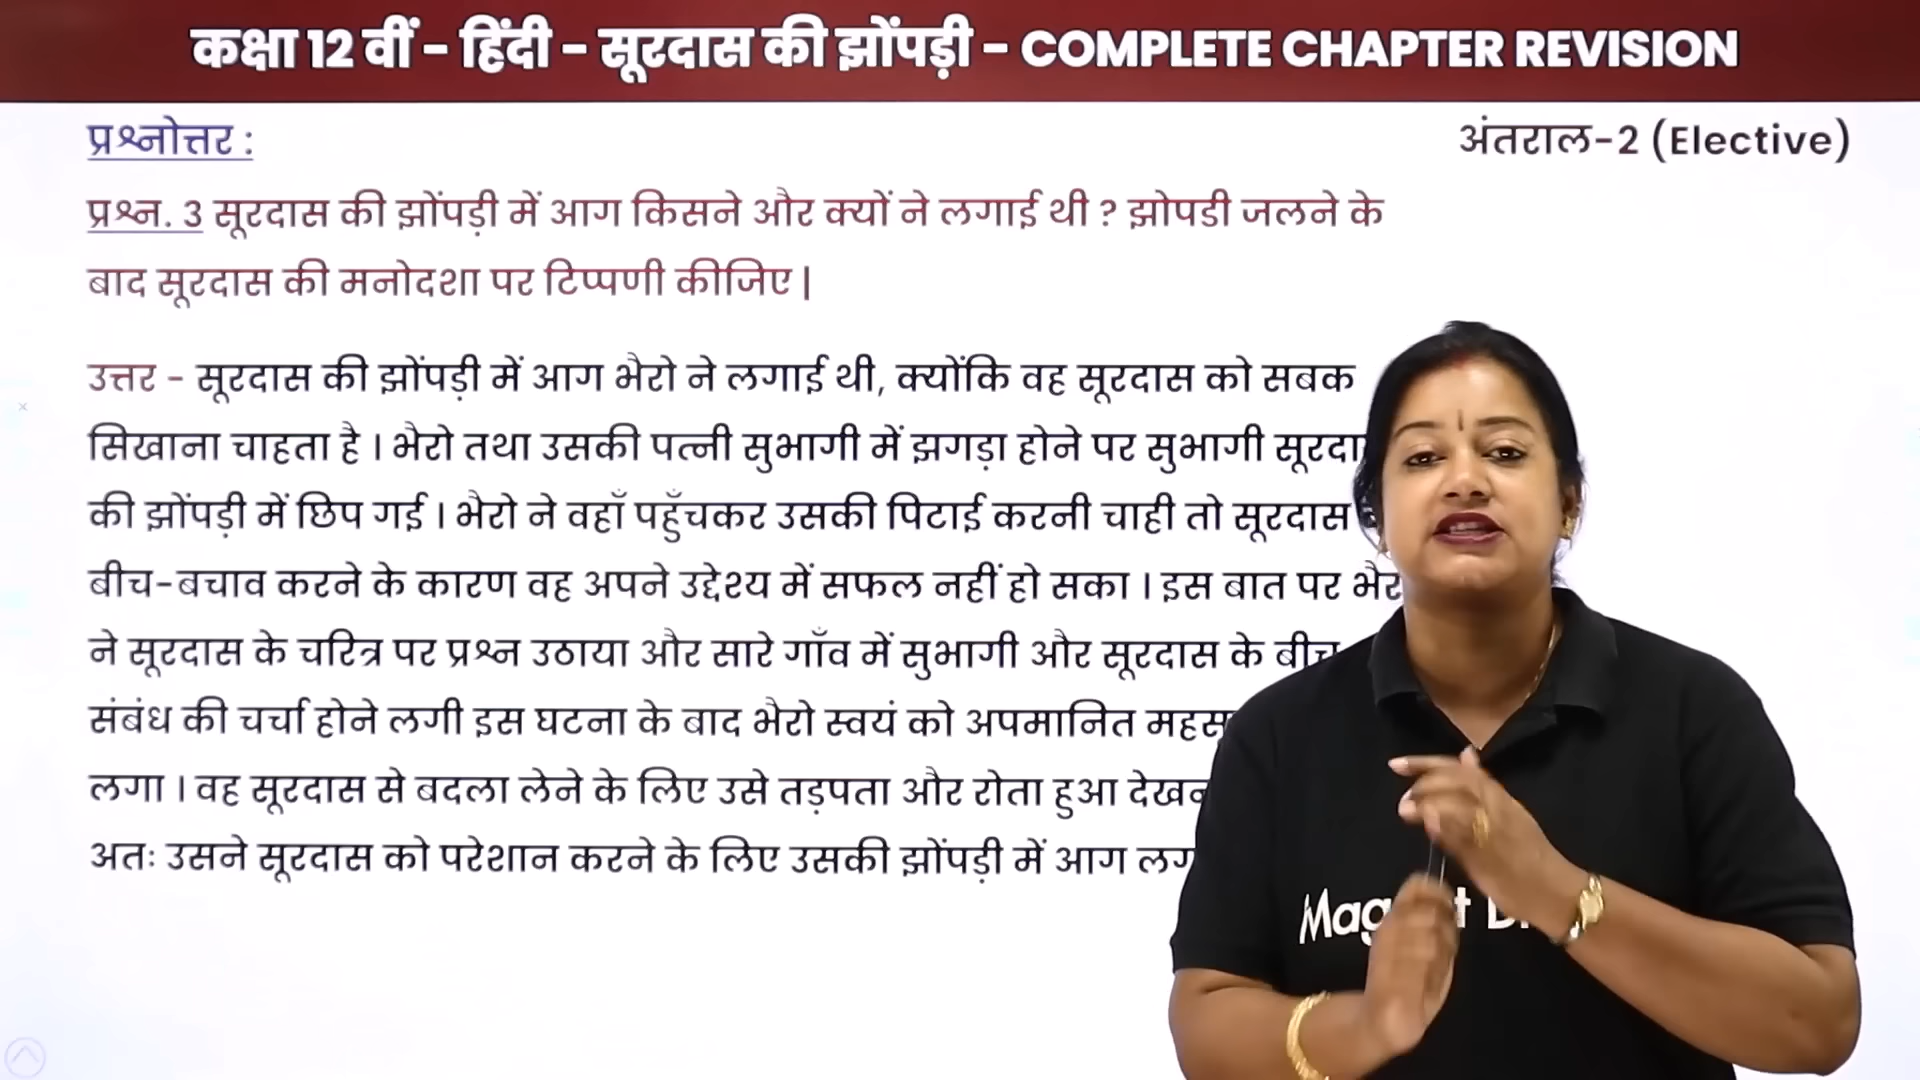 कक्षा 12 वीं - हिंदी - सूरदास की झोंपड़ी - COMPLETE CHAPTER REVISION
प्रश्नोत्तर :
अंतराल-2 (Elective)
प्रश्न. 3 सूरदास की झोंपड़ी में आग किसने और क्यों ने लगाई थी ? झोपडी जलने के
बाद सूरदास की मनोदशा पर टिप्पणी कीजिए |
उत्तर - सूरदास की झोंपड़ी में आग भैरो ने लगाई थी, क्योंकि वह सूरदास को सबक
सिखाना चाहता है । भैरो तथा उसकी पत्नी सुभागी में झगड़ा होने पर सुभागी
की झोंपड़ी में छिप गई । भैरो ने वहाँ पहुँचकर उसकी पिटाई करनी चाही तो सूरदास
बीच-बचाव करने के कारण वह अपने उद्देश्य में सफल नहीं हो सका । इस बात पर
ने सूरदास के चरित्र पर प्रश्न उठाया और सारे गाँव में सुभागी और सूरदास के बीच
संबंध की चर्चा होने लगी इस घटना के बाद भैरो स्वयं को अपमानित
लगा । वह सूरदास से बदला लेने के लिए उसे तड़पता और रोता हुआ
अतः उसने सूरदास को परेशान करने के लिए उसकी झोंपड़ी में आग